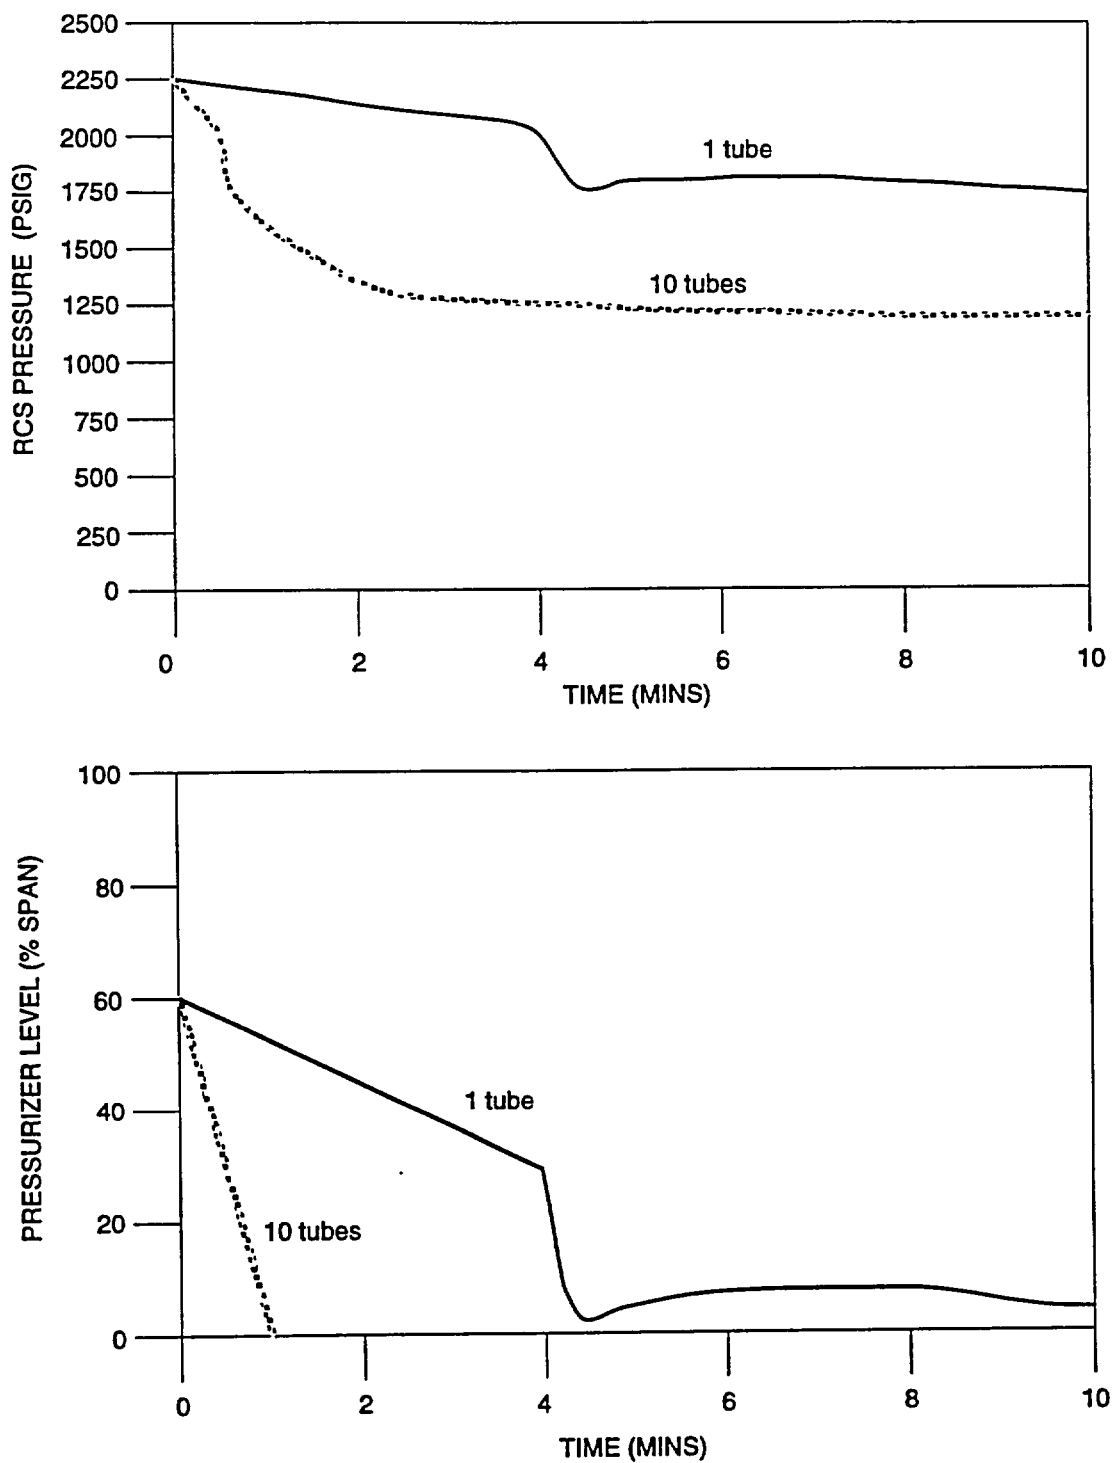 2500
2250
2000
1750
1500
1250
1000
750
500
250
0
RCS PRESSURE (PSIG)
1 tube
10 tubes
0 2 4 6 8 10
TIME (MINS)
100
80
60
40
20
0
PRESSURIZER LEVEL (% SPAN)
1 tube
10 tubes
0 2 4 6 8 10
TIME (MINS)